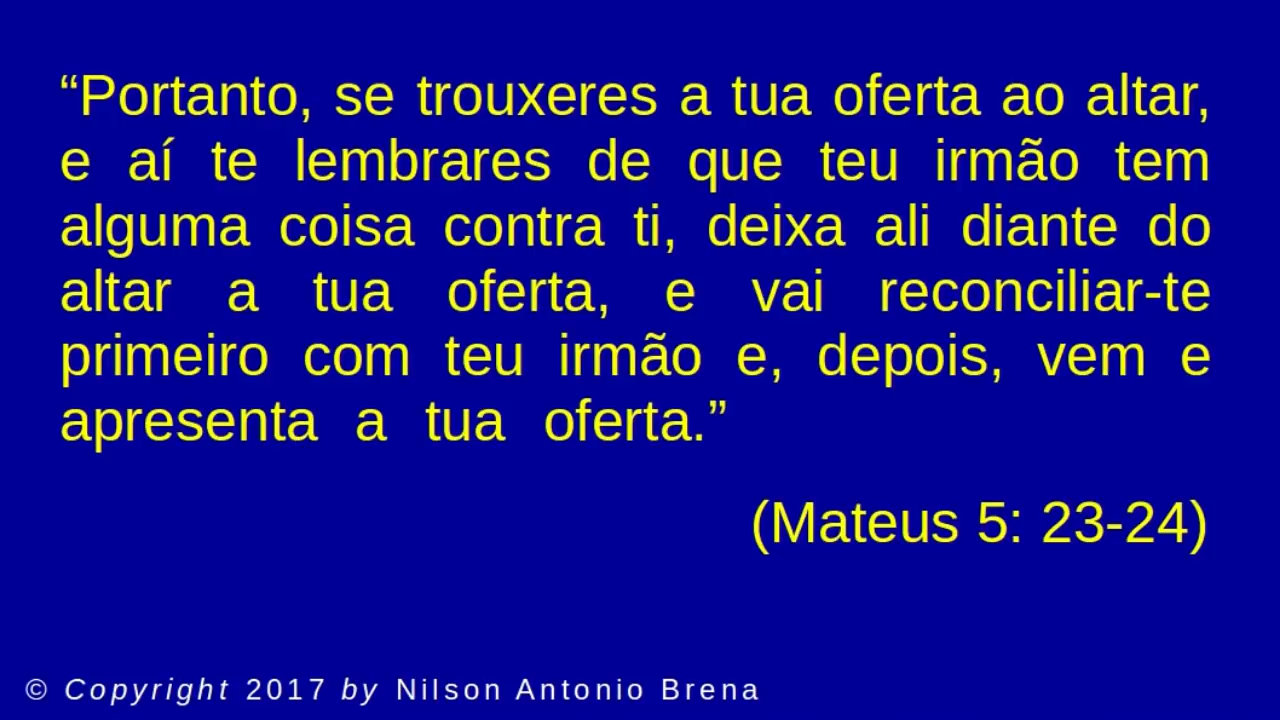 “Portanto, se trouxeres a tua oferta ao altar,
e aí te lembrares de que teu irmão tem
alguma coisa contra ti, deixa ali diante do
altar a tua oferta, e vai reconciliar-te
primeiro com teu irmão e, depois, vem e
apresenta a tua oferta.”
(Mateus 5: 23-24)
© Copyright 2017 by Nilson Antonio Brena